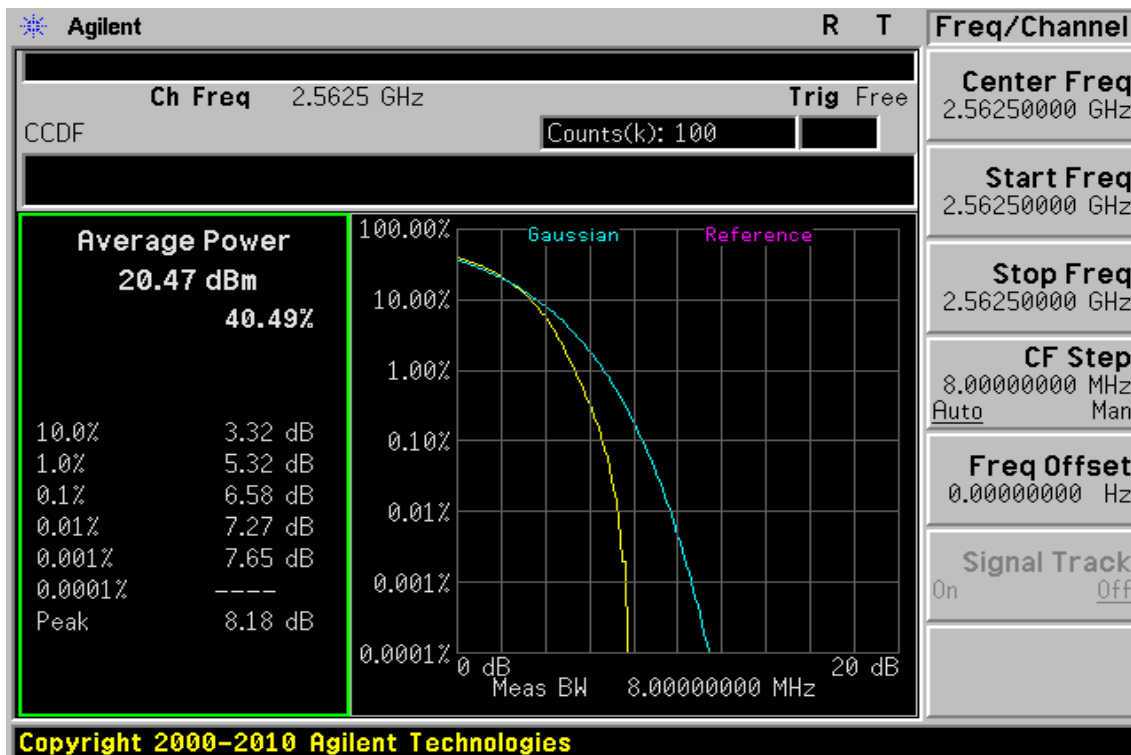 Agilent R T
Ch Freq 2.5625 GHz Trig Free
CCDF Counts(k): 100
Average Power
20.47 dBm
40.49%
10.0% 3.32 dB
1.0% 5.32 dB
0.1% 6.58 dB
0.01% 7.27 dB
0.001% 7.65 dB
0.0001% ----
Peak 8.18 dB
100.00% Gaussian Reference
10.00%
1.00%
0.10%
0.01%
0.001%
0.0001%
0 dB 20 dB
Meas BW 8.00000000 MHz
Freq/Channel
Center Freq
2.56250000 GHz
Start Freq
2.56250000 GHz
Stop Freq
2.56250000 GHz
CF Step
8.00000000 MHz
Auto Man
Freq Offset
0.00000000 Hz
Signal Track
On Off
Copyright 2000-2010 Agilent Technologies